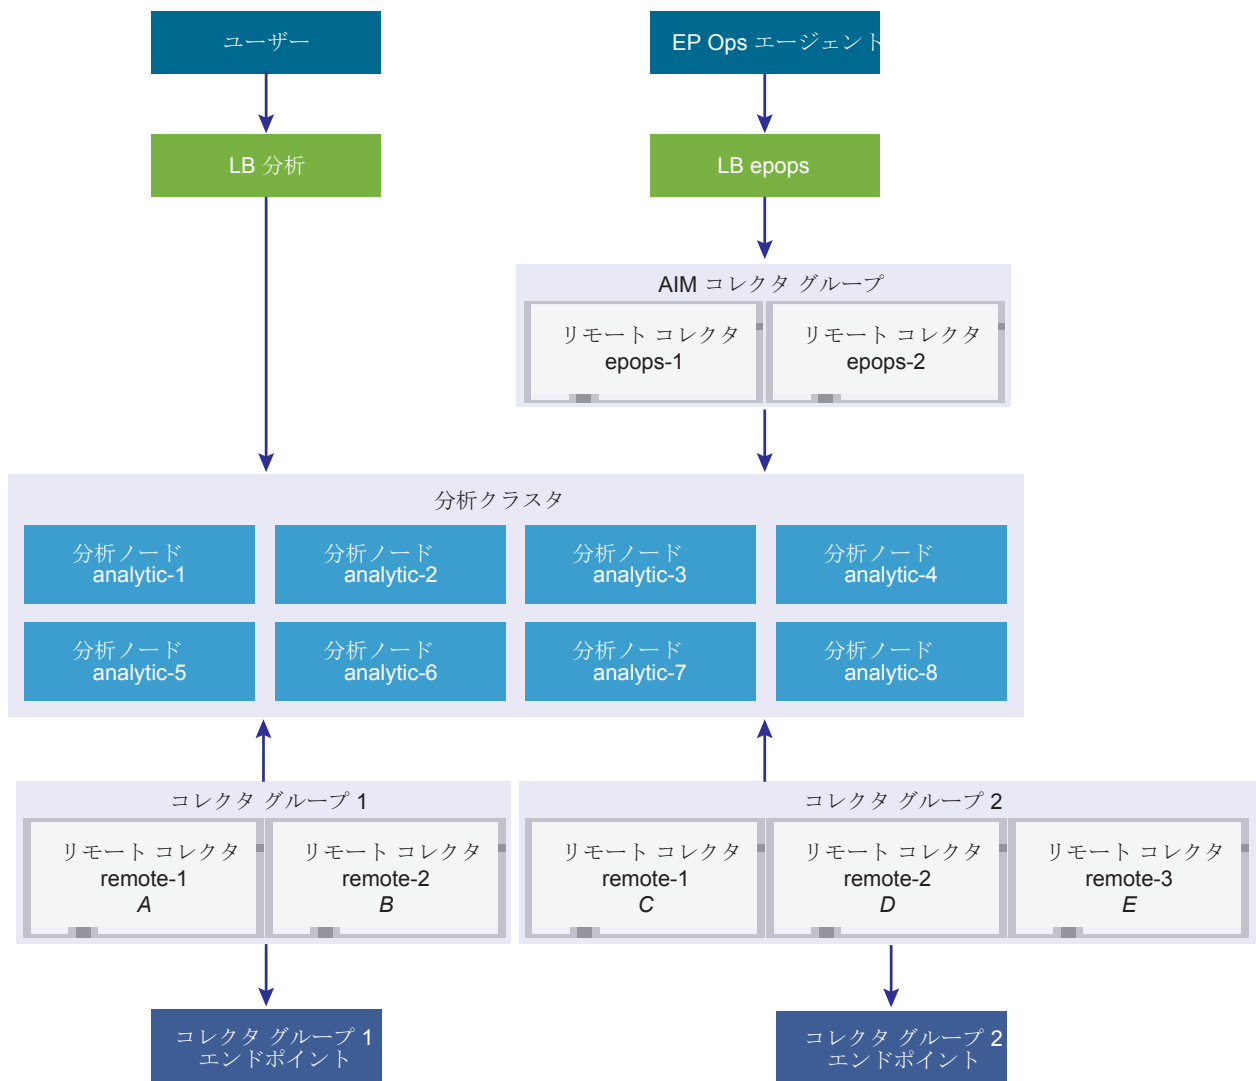 ユーザー
EP Ops エージェント
LB 分析
LB epops
AIM コレクタ グループ
リモート コレクタ
epops-1
リモート コレクタ
epops-2
分析クラスタ
分析ノード
analytic-1
分析ノード
analytic-2
分析ノード
analytic-3
分析ノード
analytic-4
分析ノード
analytic-5
分析ノード
analytic-6
分析ノード
analytic-7
分析ノード
analytic-8
コレクタ グループ 1
リモート コレクタ
remote-1
A
リモート コレクタ
remote-2
B
コレクタ グループ 2
リモート コレクタ
remote-1
C
リモート コレクタ
remote-2
D
リモート コレクタ
remote-3
E
コレクタ グループ 1
エンドポイント
コレクタ グループ 2
エンドポイント